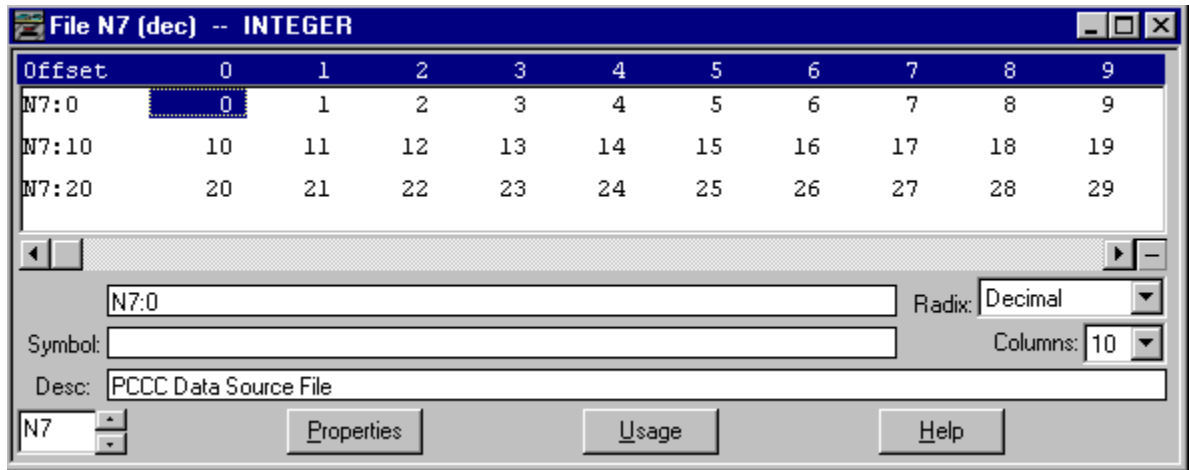 File N7 (dec) -- INTEGER
Offset 0 1 2 3 4 5 6 7 8 9
N7:0 0 1 2 3 4 5 6 7 8 9
N7:10 10 11 12 13 14 15 16 17 18 19
N7:20 20 21 22 23 24 25 26 27 28 29
N7:0 Radix: Decimal
Symbol: Columns: 10
Desc: PCCC Data Source File
N7 Properties Usage Help